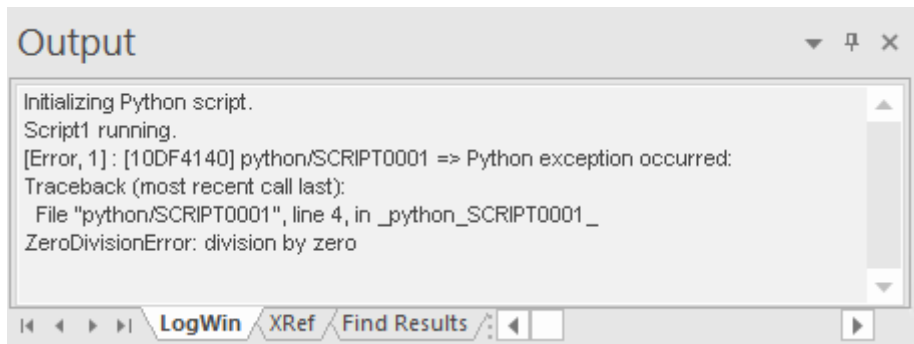 Output
Initializing Python script.
Script1 running.
[Error, 1] : [10DF4140] python/SCRIPT0001 => Python exception occurred:
Traceback (most recent call last):
  File "python/SCRIPT0001", line 4, in _python_SCRIPT0001_
ZeroDivisionError: division by zero
LogWin XRef Find Results